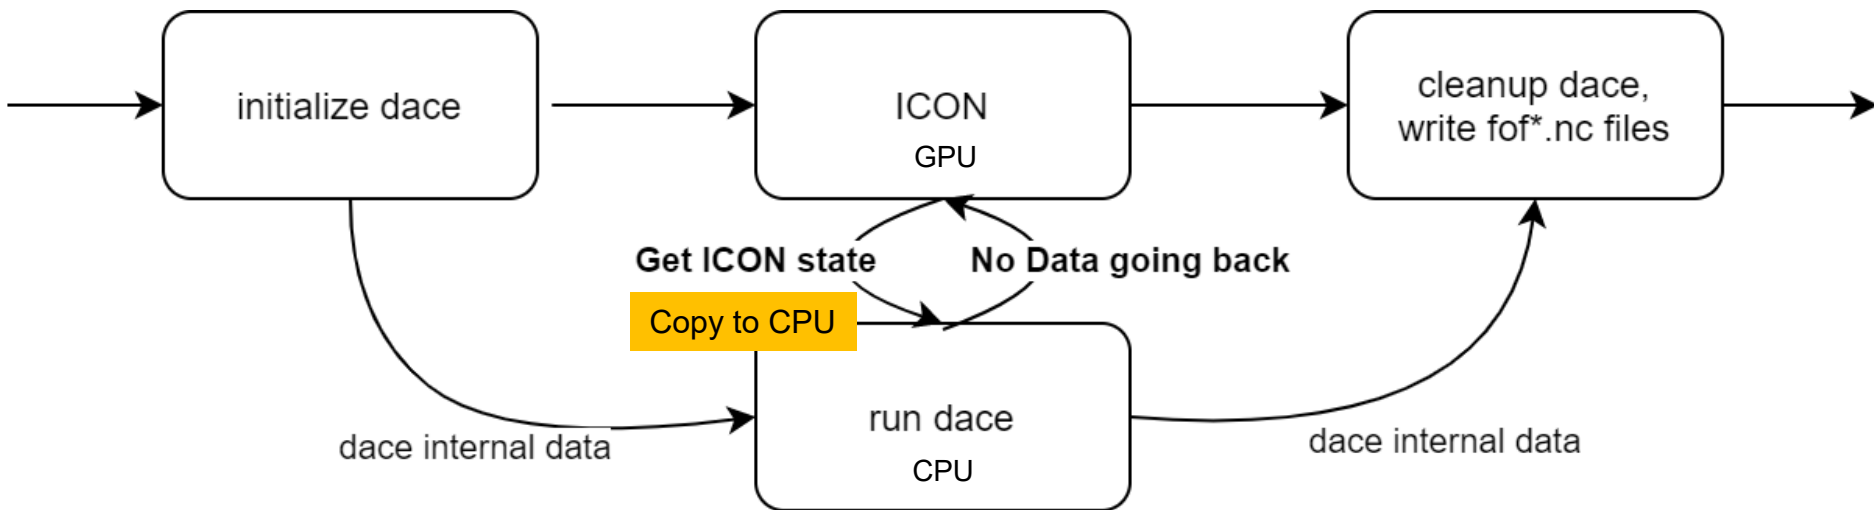 initialize dace
ICON
GPU
cleanup dace,
write fof*.nc files
Get ICON state
No Data going back
Copy to CPU
run dace
CPU
dace internal data
dace internal data